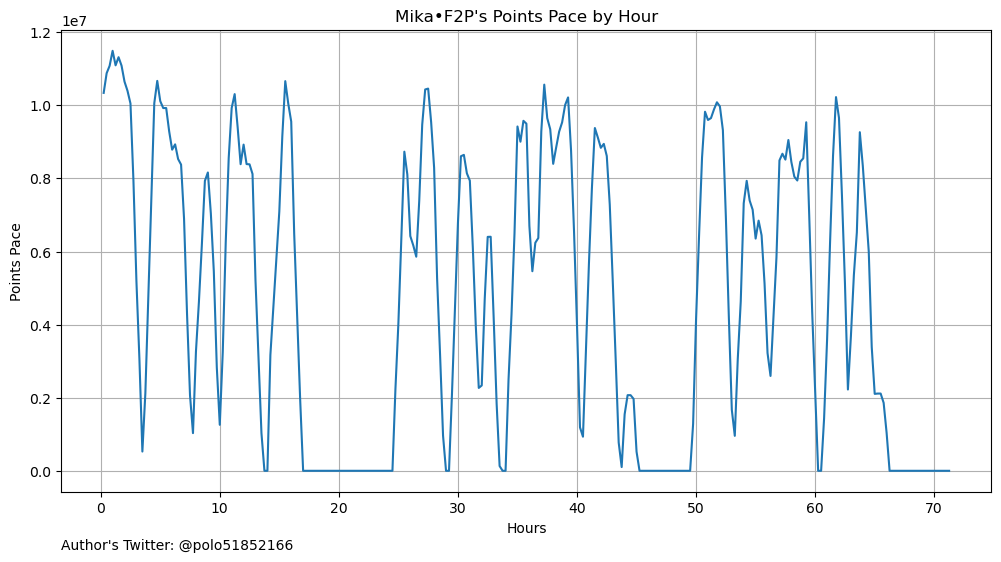 Mika•F2P's Points Pace by Hour
1e7
1.2
1.0
0.8
0.6
0.4
0.2
0.0
Points Pace
0 10 20 30 40 50 60 70
Hours
Author's Twitter: @polo51852166